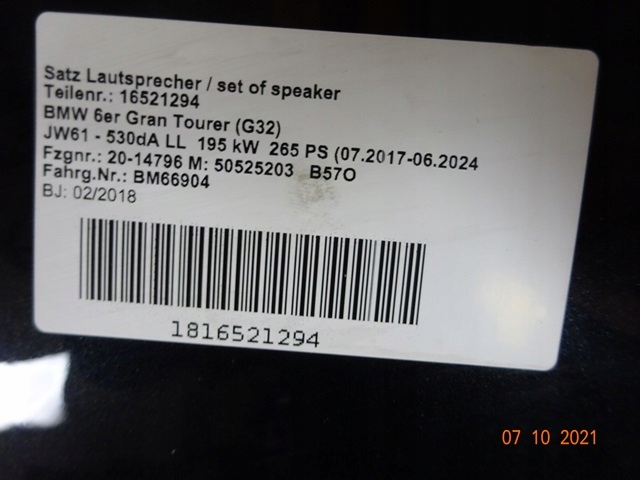 Satz Lautsprecher / set of speaker
Teilenr.: 16521294
BMW 6er Gran Tourer (G32)
JW61 - 530dA LL 195 kW 265 PS (07.2017-06.2024
Fzgnr.: 20-14796 M: 50525203 B57O
Fahrg.Nr.: BM66904
BJ: 02/2018
1816521294
07 10 2021